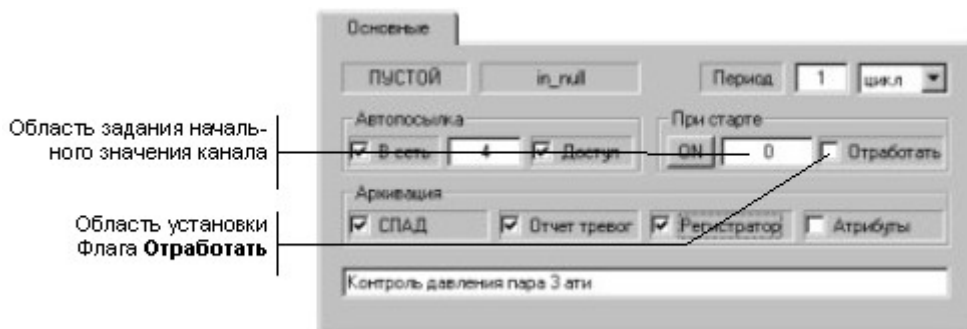 Основные
ПУСТОЙ in_null Период 1 цикл
Автопосылка При старте
Область задания началь-
ного значения канала
В сеть 4 Доступ ON 0 Отработать
Архивация
Область установки
Флага Отработать
СПАД Отчет тревог Регистратор Атрибуты
Контроль давления пара 3 ати